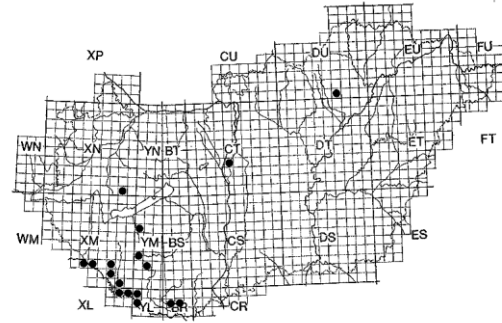 XP CU DU EU FU
WN XN YN BT CT DT ET FT
WM XM YM BS CS DS ES
XL YL BR CR